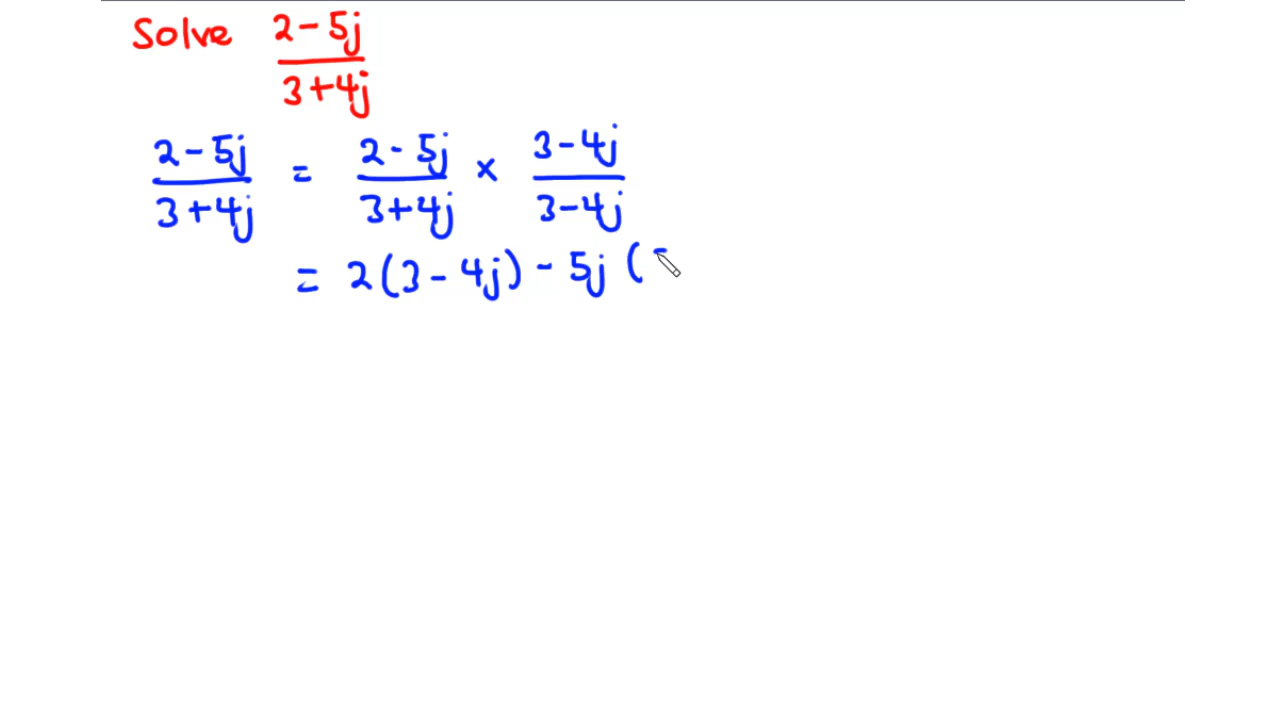 Solve 2-5j
3+4j
2-5j = 2-5j × 3-4j
3+4j 3+4j 3-4j
= 2(3-4j) - 5j (